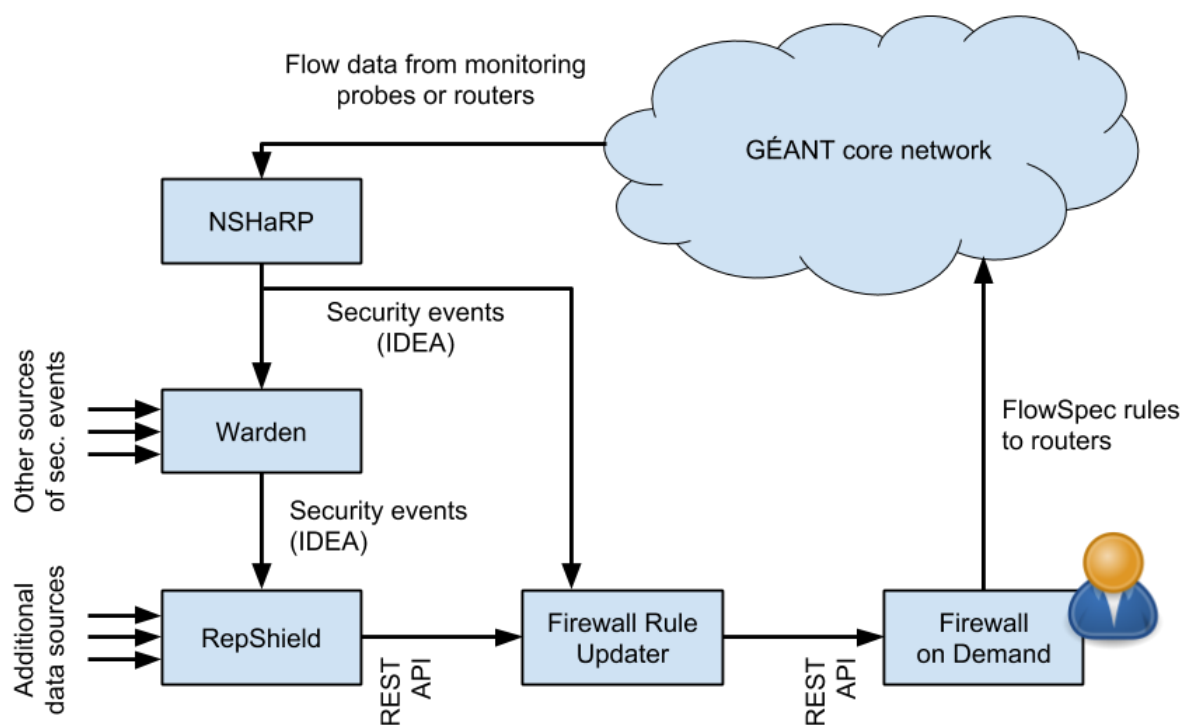 Flow data from monitoring
probes or routers
GÉANT core network
NSHaRP
Security events
(IDEA)
Other sources
of sec. events
Warden
FlowSpec rules
to routers
Security events
(IDEA)
Additional
data sources
RepShield
REST
API
Firewall Rule
Updater
REST
API
Firewall
on Demand